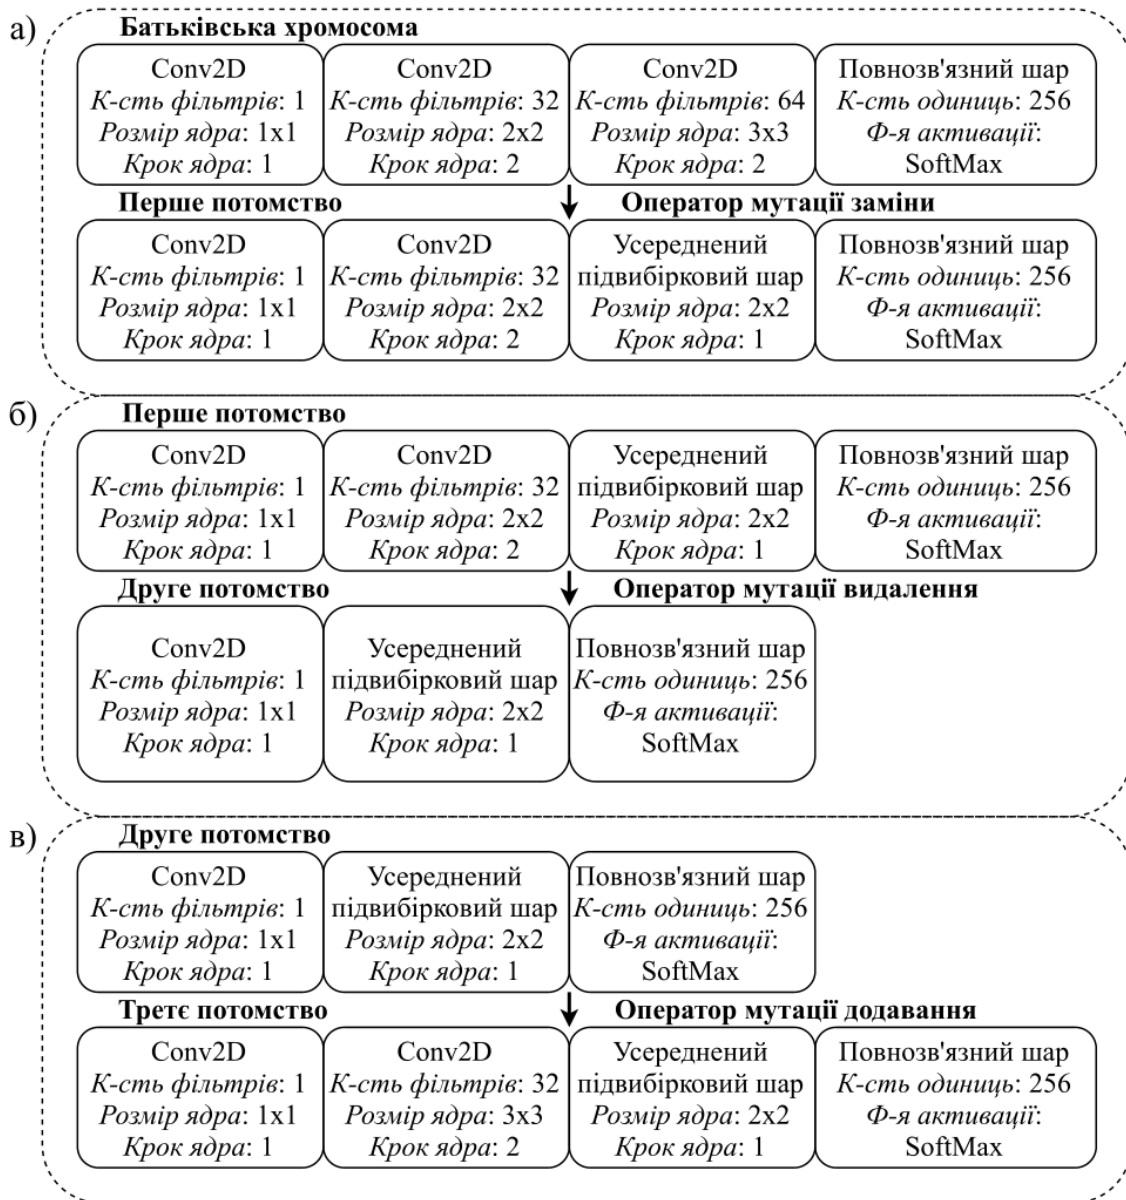 а)
Батьківська хромосома
Conv2D
К-сть фільтрів: 1
Розмір ядра: 1x1
Крок ядра: 1
Conv2D
К-сть фільтрів: 32
Розмір ядра: 2x2
Крок ядра: 2
Conv2D
К-сть фільтрів: 64
Розмір ядра: 3x3
Крок ядра: 2
Повнозв'язний шар
К-сть одиниць: 256
Ф-я активації:
SoftMax
Перше потомство
Оператор мутації заміни
Conv2D
К-сть фільтрів: 1
Розмір ядра: 1x1
Крок ядра: 1
Conv2D
К-сть фільтрів: 32
Розмір ядра: 2x2
Крок ядра: 2
Усереднений
підвибірковий шар
Розмір ядра: 2x2
Крок ядра: 1
Повнозв'язний шар
К-сть одиниць: 256
Ф-я активації:
SoftMax
б)
Перше потомство
Conv2D
К-сть фільтрів: 1
Розмір ядра: 1x1
Крок ядра: 1
Conv2D
К-сть фільтрів: 32
Розмір ядра: 2x2
Крок ядра: 2
Усереднений
підвибірковий шар
Розмір ядра: 2x2
Крок ядра: 1
Повнозв'язний шар
К-сть одиниць: 256
Ф-я активації:
SoftMax
Друге потомство
Оператор мутації видалення
Conv2D
К-сть фільтрів: 1
Розмір ядра: 1x1
Крок ядра: 1
Усереднений
підвибірковий шар
Розмір ядра: 2x2
Крок ядра: 1
Повнозв'язний шар
К-сть одиниць: 256
Ф-я активації:
SoftMax
в)
Друге потомство
Conv2D
К-сть фільтрів: 1
Розмір ядра: 1x1
Крок ядра: 1
Усереднений
підвибірковий шар
Розмір ядра: 2x2
Крок ядра: 1
Повнозв'язний шар
К-сть одиниць: 256
Ф-я активації:
SoftMax
Третє потомство
Оператор мутації додавання
Conv2D
К-сть фільтрів: 1
Розмір ядра: 1x1
Крок ядра: 1
Conv2D
К-сть фільтрів: 32
Розмір ядра: 3x3
Крок ядра: 2
Усереднений
підвибірковий шар
Розмір ядра: 2x2
Крок ядра: 1
Повнозв'язний шар
К-сть одиниць: 256
Ф-я активації:
SoftMax